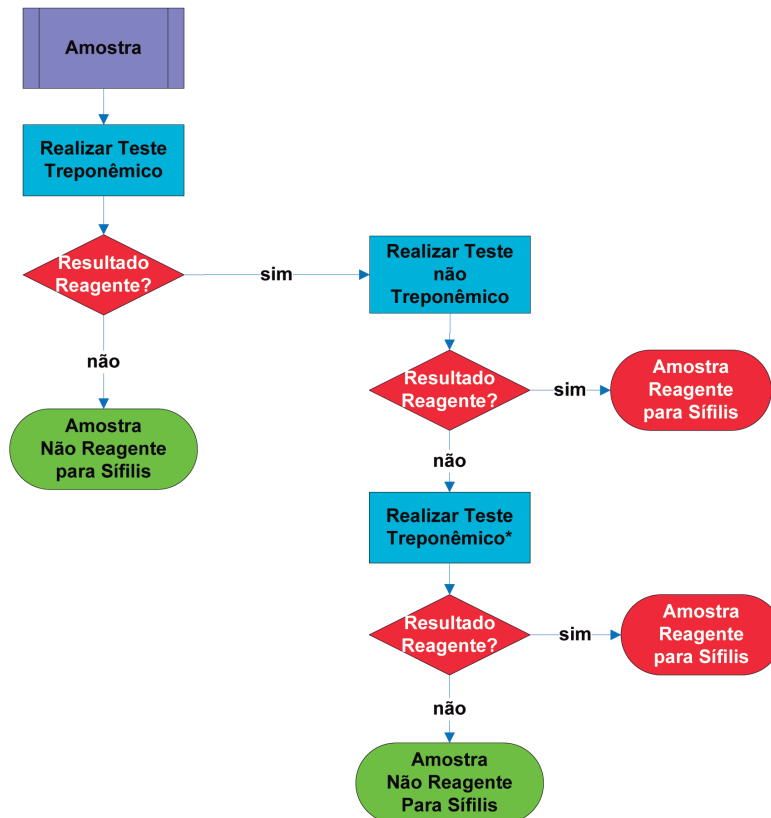 Amostra
Realizar Teste
Treponêmico
Resultado
Reagente?
sim
não
Amostra
Não Reagente
para Sífilis
Realizar Teste
não
Treponêmico
Resultado
Reagente?
sim
Amostra
Reagente
para Sífilis
não
Realizar Teste
Treponêmico*
Resultado
Reagente?
sim
Amostra
Reagente
para Sífilis
não
Amostra
Não Reagente
Para Sífilis